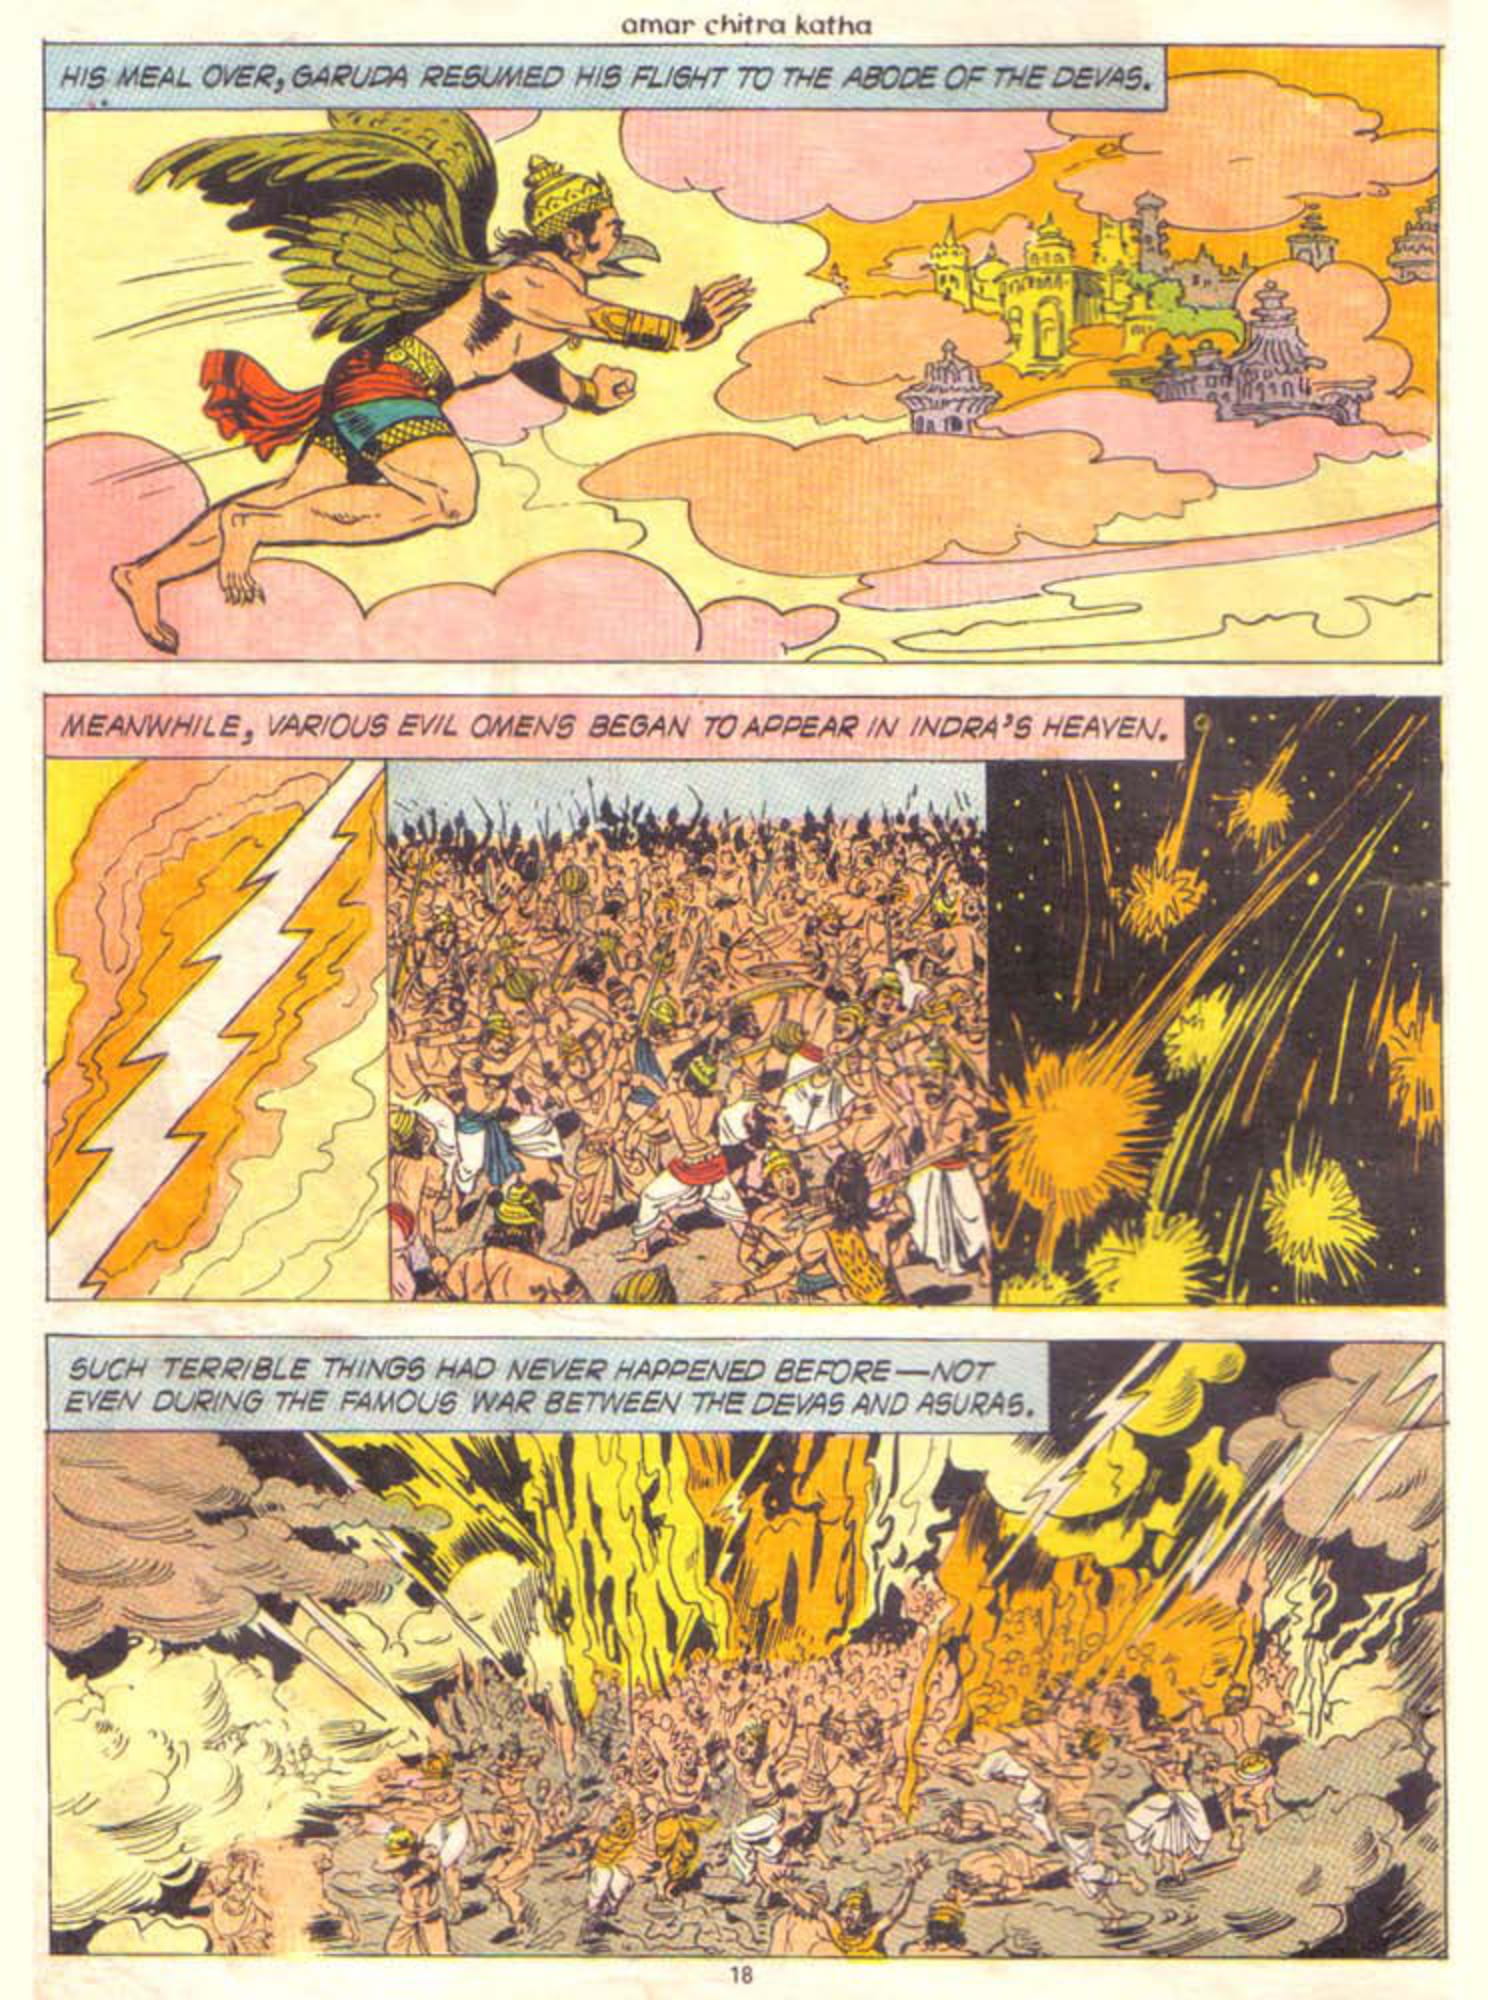 amar chitra katha
HIS MEAL OVER, GARUDA RESUMED HIS FLIGHT TO THE ABODE OF THE DEVAS.
MEANWHILE, VARIOUS EVIL OMENS BEGAN TO APPEAR IN INDRA'S HEAVEN.
SUCH TERRIBLE THINGS HAD NEVER HAPPENED BEFORE—NOT
EVEN DURING THE FAMOUS WAR BETWEEN THE DEVAS AND ASURAS.
18